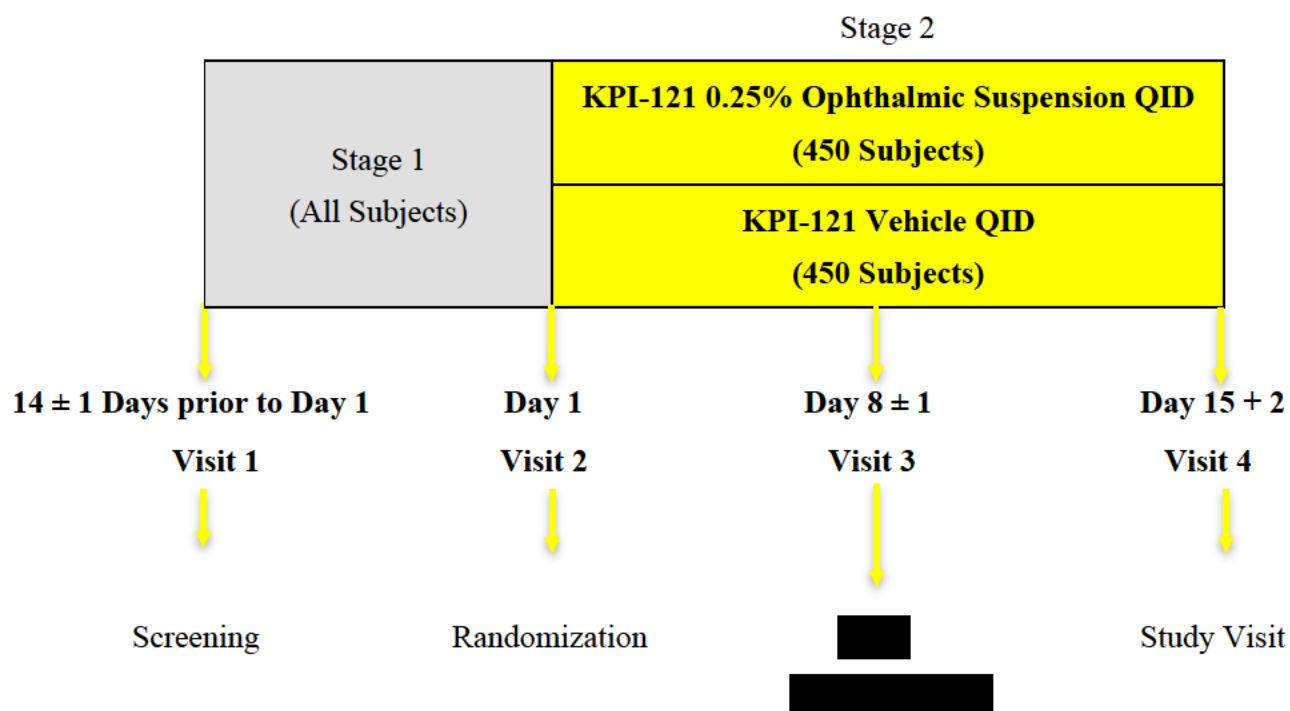 Stage 2
KPI-121 0.25% Ophthalmic Suspension QID
(450 Subjects)
Stage 1
(All Subjects)
KPI-121 Vehicle QID
(450 Subjects)
14 ± 1 Days prior to Day 1
Visit 1
Day 1
Visit 2
Day 8 ± 1
Visit 3
Day 15 + 2
Visit 4
Screening
Randomization
Study Visit